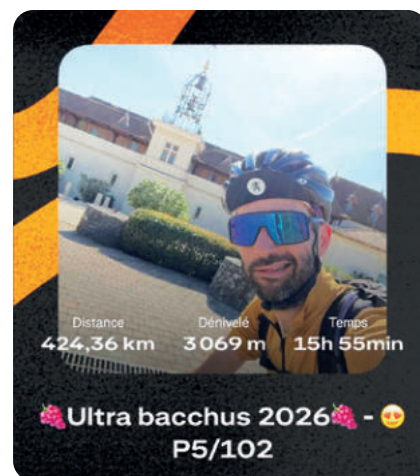 Distance Dénivelé Temps
424,36 km 3 069 m 15h 55min
🍇Ultra bacchus 2026🍇 - 😍
P5/102